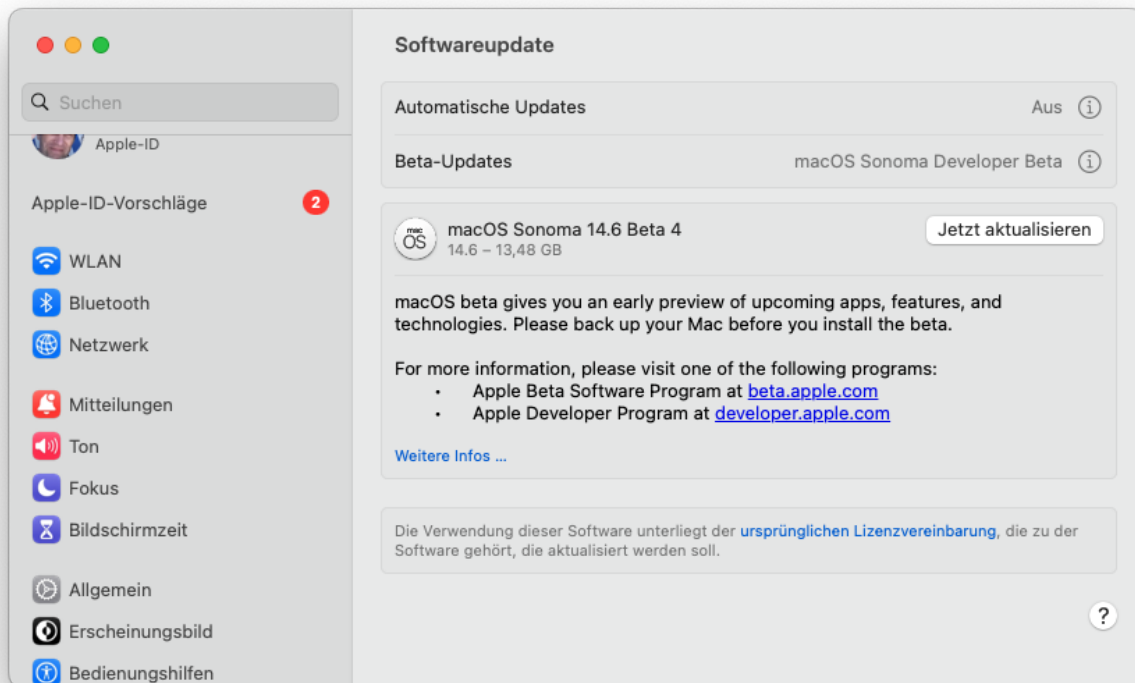 Suchen
Apple-ID
Apple-ID-Vorschläge 2
WLAN
Bluetooth
Netzwerk
Mitteilungen
Ton
Fokus
Bildschirmzeit
Allgemein
Erscheinungsbild
Bedienungshilfen
Softwareupdate
Automatische Updates Aus
Beta-Updates macOS Sonoma Developer Beta
mac
OS
macOS Sonoma 14.6 Beta 4
14.6 – 13,48 GB
Jetzt aktualisieren
macOS beta gives you an early preview of upcoming apps, features, and
technologies. Please back up your Mac before you install the beta.
For more information, please visit one of the following programs:
• Apple Beta Software Program at beta.apple.com
• Apple Developer Program at developer.apple.com
Weitere Infos ...
Die Verwendung dieser Software unterliegt der ursprünglichen Lizenzvereinbarung, die zu der
Software gehört, die aktualisiert werden soll.
?